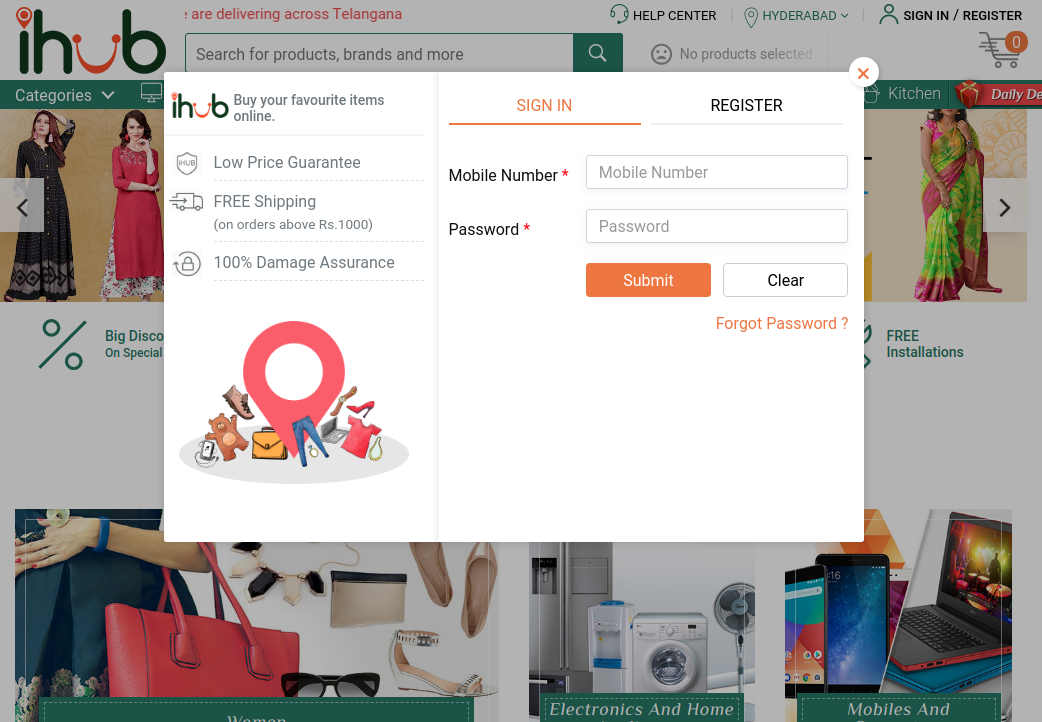 are delivering across Telangana
HELP CENTER
HYDERABAD
SIGN IN / REGISTER
ihub
Search for products, brands and more
No products selected
0
Categories
Kitchen
Daily De
ihub
Buy your favourite items
online.
IHUB
Low Price Guarantee
FREE Shipping
(on orders above Rs.1000)
100% Damage Assurance
SIGN IN
REGISTER
Mobile Number *
Mobile Number
Password *
Password
Submit
Clear
Forgot Password ?
Big Disco
On Special
FREE
Installations
Women
Electronics And Home
Mobiles And